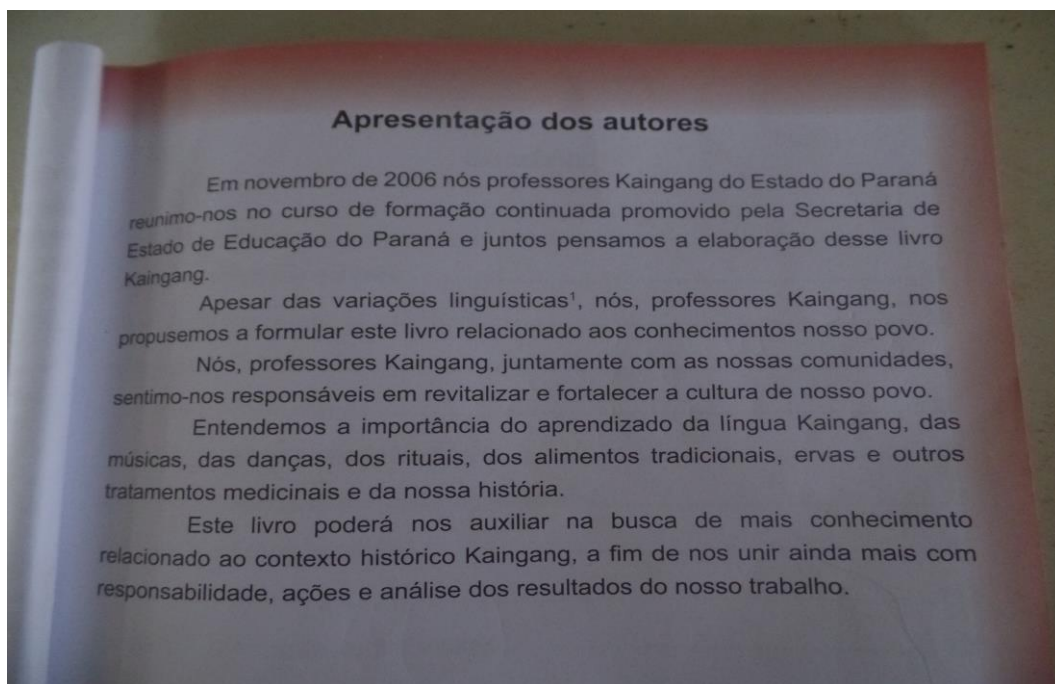 Apresentação dos autores
Em novembro de 2006 nós professores Kaingang do Estado do Paraná
reunimo-nos no curso de formação continuada promovido pela Secretaria de
Estado de Educação do Paraná e juntos pensamos a elaboração desse livro
Kaingang.
Apesar das variações linguísticas¹, nós, professores Kaingang, nos
propusemos a formular este livro relacionado aos conhecimentos nosso povo.
Nós, professores Kaingang, juntamente com as nossas comunidades,
sentimo-nos responsáveis em revitalizar e fortalecer a cultura de nosso povo.
Entendemos a importância do aprendizado da língua Kaingang, das
músicas, das danças, dos rituais, dos alimentos tradicionais, ervas e outros
tratamentos medicinais e da nossa história.
Este livro poderá nos auxiliar na busca de mais conhecimento
relacionado ao contexto histórico Kaingang, a fim de nos unir ainda mais com
responsabilidade, ações e análise dos resultados do nosso trabalho.